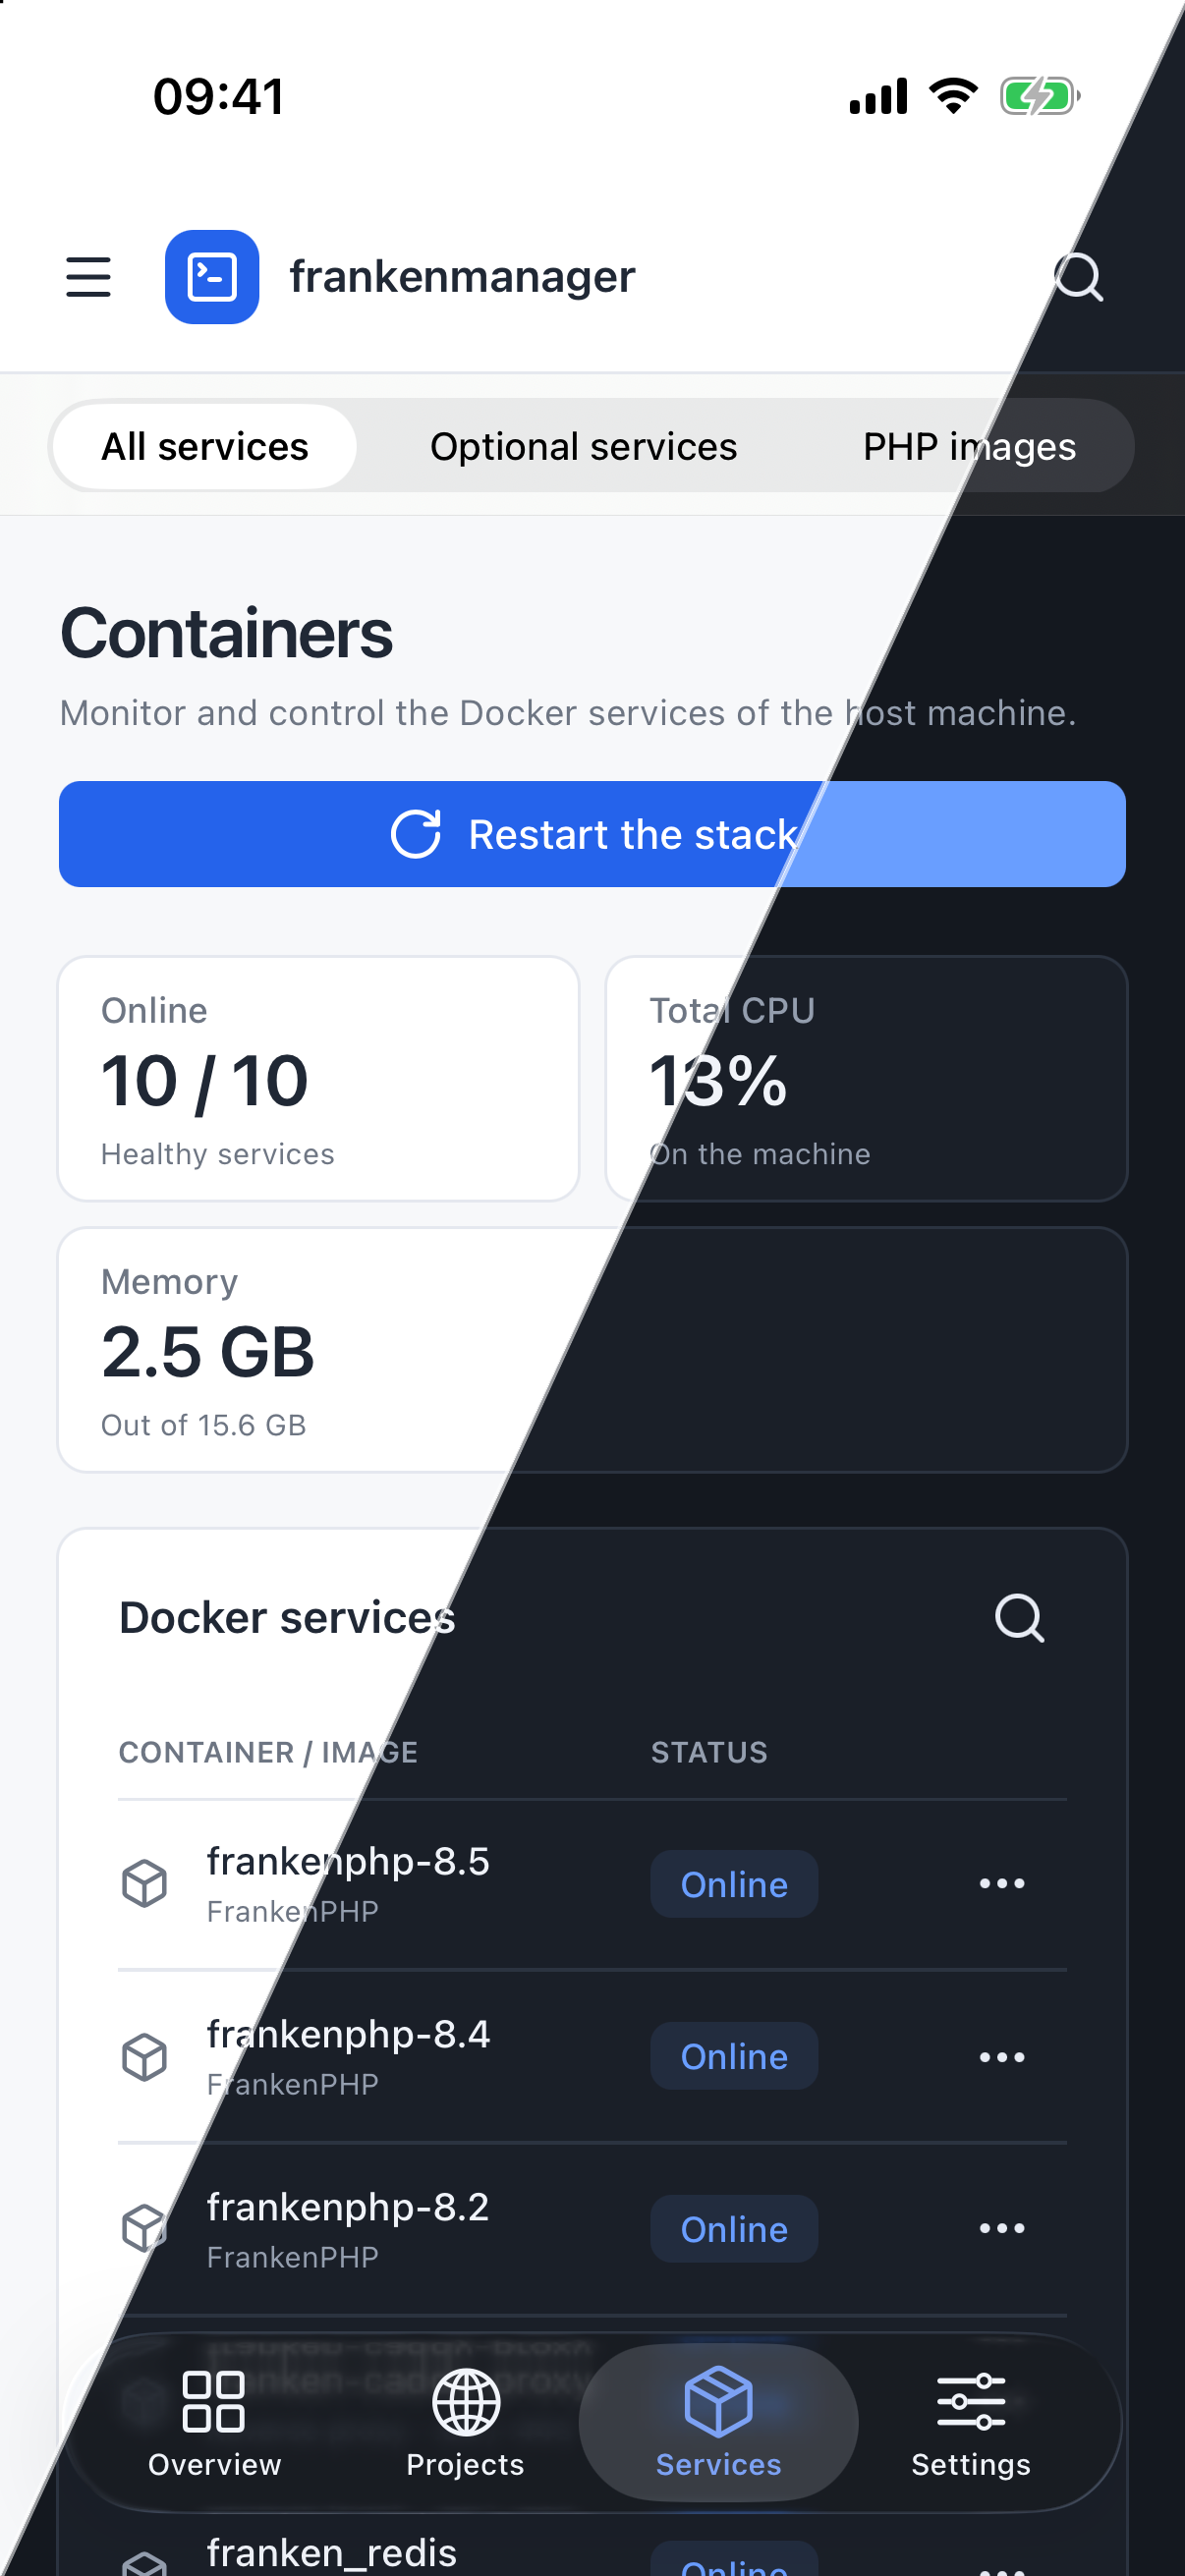 09:41
frankenmanager
All services Optional services PHP images
Containers
Monitor and control the Docker services of the host machine.
Restart the stack
Online
10 / 10
Healthy services
Total CPU
13%
On the machine
Memory
2.5 GB
Out of 15.6 GB
Docker services
CONTAINER / IMAGE STATUS
frankenphp-8.5
FrankenPHP
Online
frankenphp-8.4
FrankenPHP
Online
frankenphp-8.2
FrankenPHP
Online
Overview Projects Services Settings
franken_redis
Online